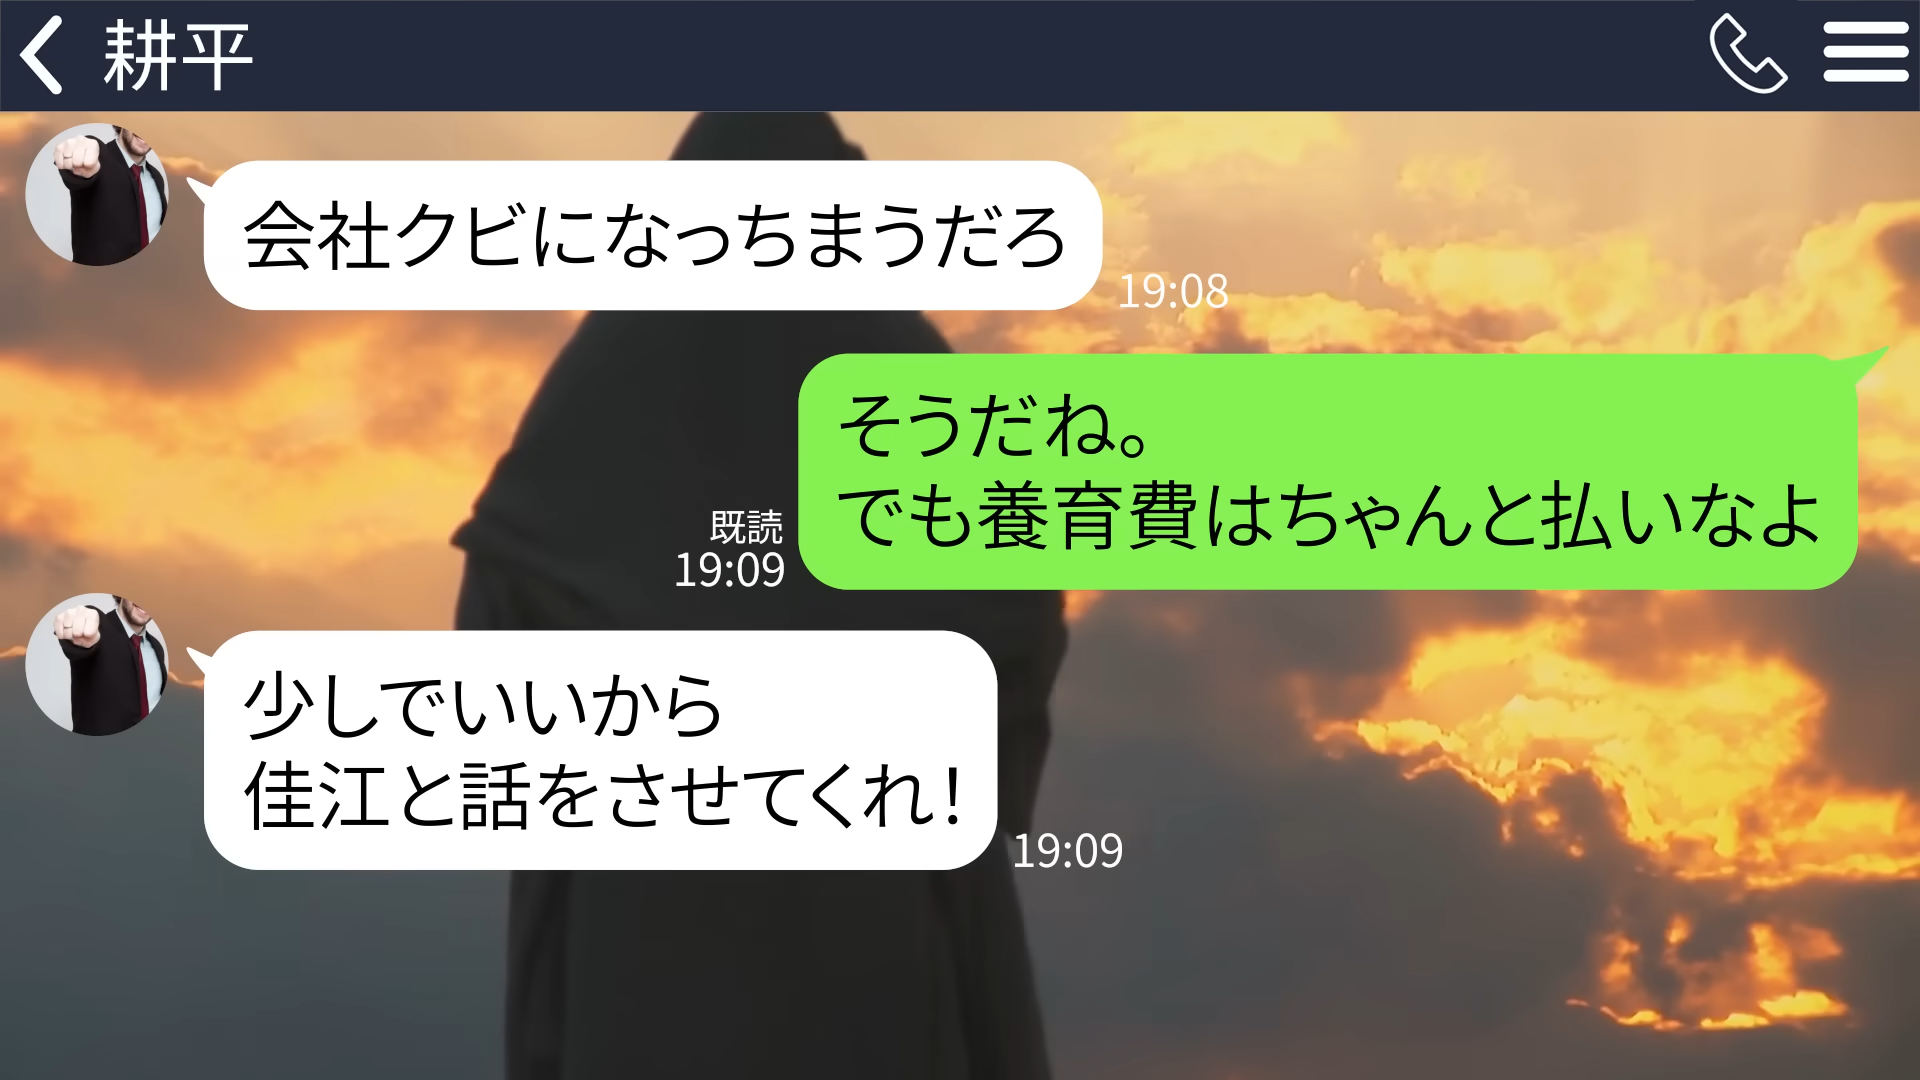 耕平
会社クビになっちまうだろ
19:08
そうだね。
でも養育費はちゃんと払いなよ
既読
19:09
少しでいいから
佳江と話をさせてくれ！
19:09